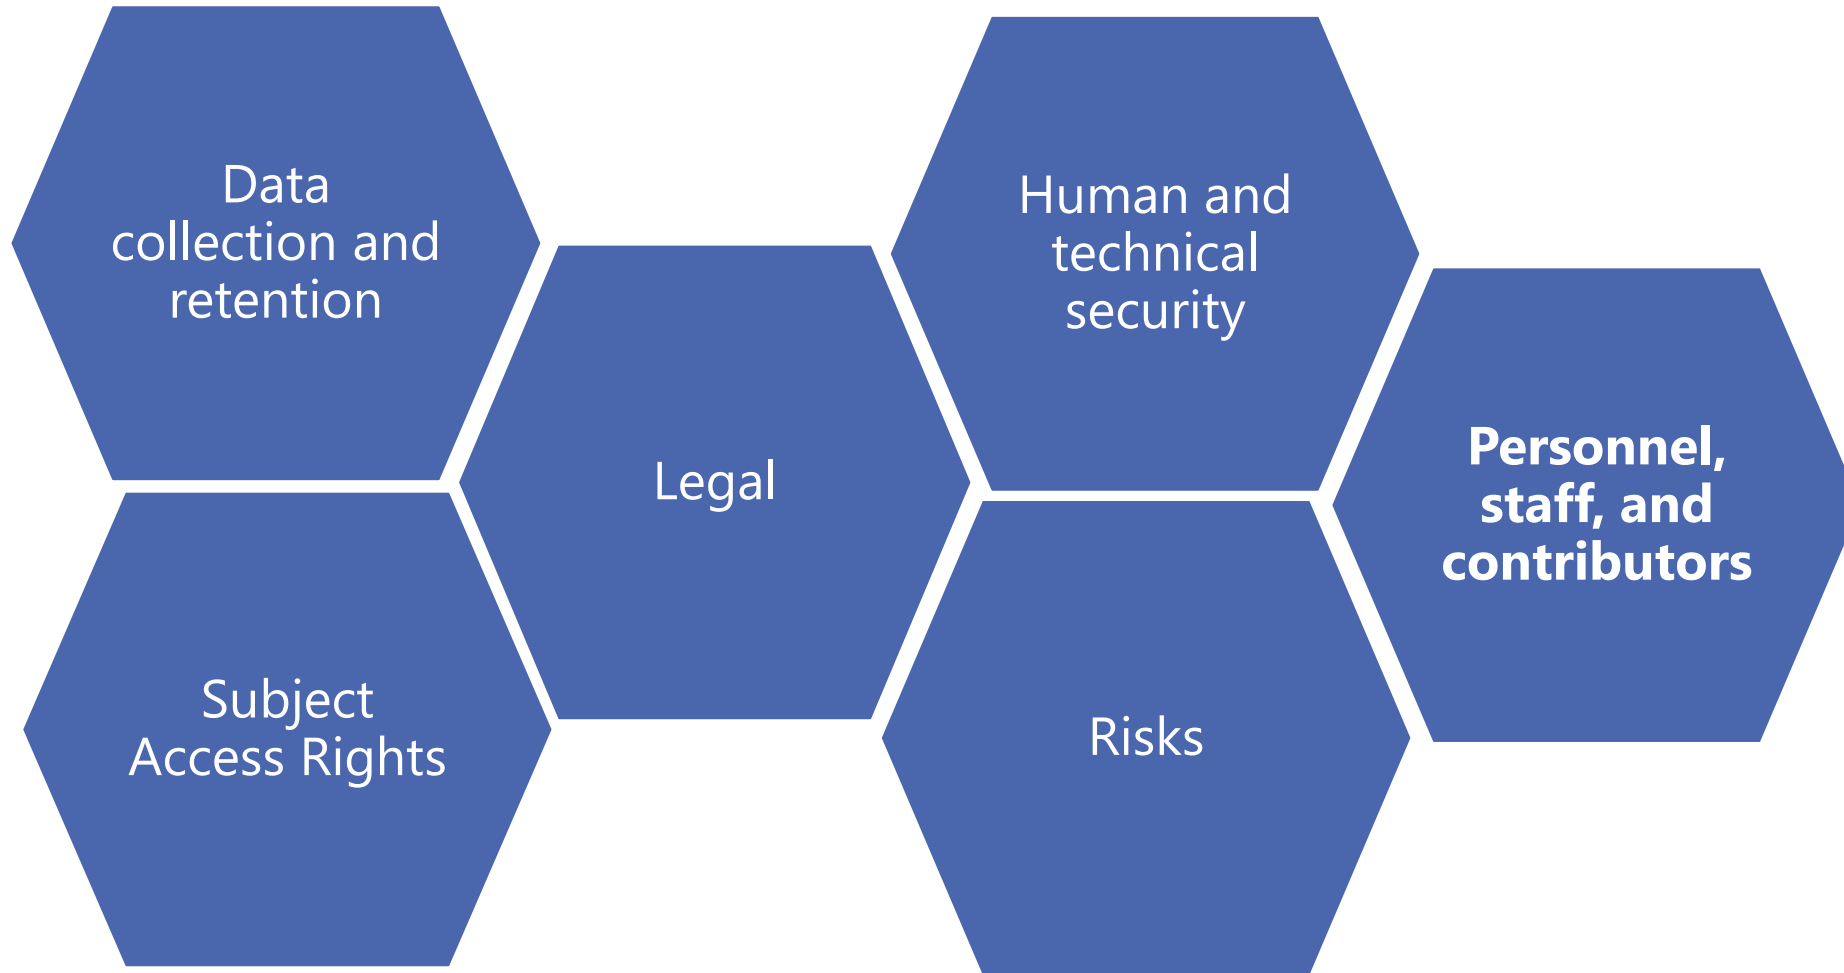 Data
collection and
retention
Subject
Access Rights
Legal
Human and
technical
security
Risks
Personnel,
staff, and
contributors